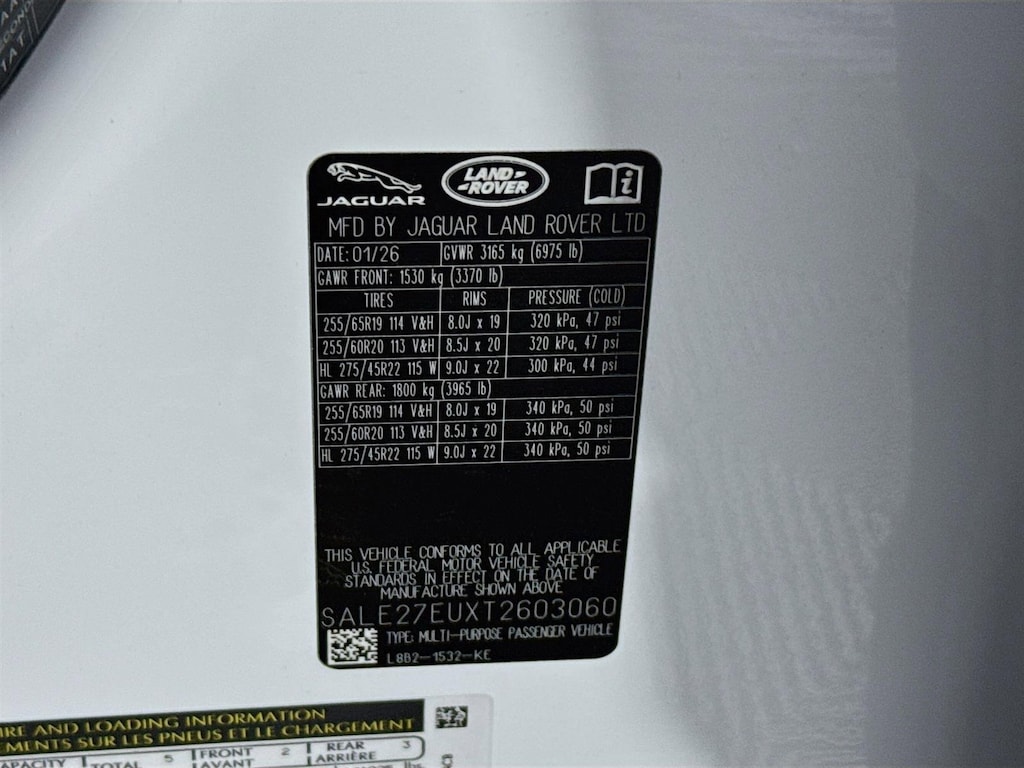 TAT
JAGUAR
LAND-
-ROVER
i
MFD BY JAGUAR LAND ROVER LTD
DATE: 01/26 GVWR 3165 kg (6975 lb)
GAWR FRONT: 1530 kg (3370 lb)
TIRES RIMS PRESSURE (COLD)
255/65R19 114 V&H 8.0J x 19 320 kPa, 47 psi
255/60R20 113 V&H 8.5J x 20 320 kPa, 47 psi
HL 275/45R22 115 W 9.0J x 22 300 kPa, 44 psi
GAWR REAR: 1800 kg (3965 lb)
255/65R19 114 V&H 8.0J x 19 340 kPa, 50 psi
255/60R20 113 V&H 8.5J x 20 340 kPa, 50 psi
HL 275/45R22 115 W 9.0J x 22 340 kPa, 50 psi
THIS VEHICLE CONFORMS TO ALL APPLICABLE
U.S. FEDERAL MOTOR VEHICLE SAFETY
STANDARDS IN EFFECT ON THE DATE OF
MANUFACTURE SHOWN ABOVE
SALE27EUXT2603060
TYPE: MULTI-PURPOSE PASSENGER VEHICLE
L8B2-1532-KE
IRE AND LOADING INFORMATION
EMENTS SUR LES PNEUS ET LE CHARGEMENT
APACITY TOTAL 5 FRONT 2 REAR 3
AVANT ARRIÈRE